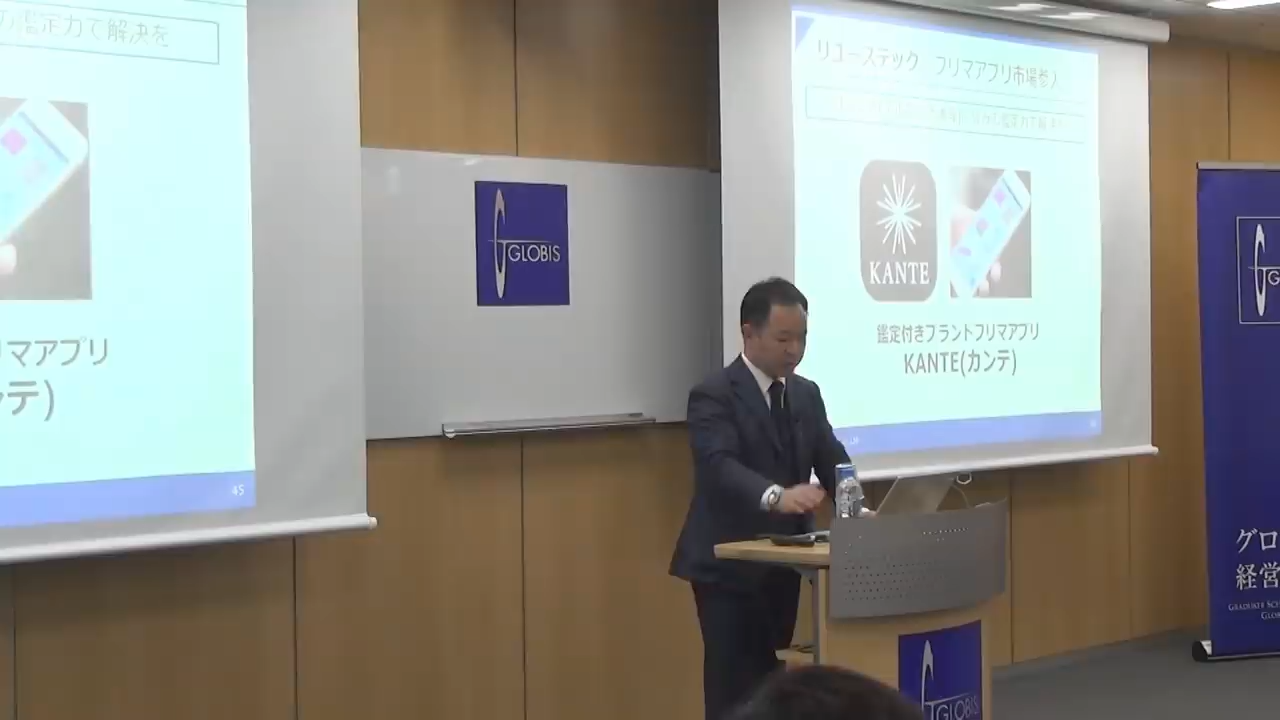 の鑑定力で解決を
リマアプリ
ンテ)
45
GLOBIS
リユーステック フリマアプリ市場参入
KANTE
鑑定付きブランドフリマアプリ
KANTE(カンテ)
GLOBIS
グロ
経営